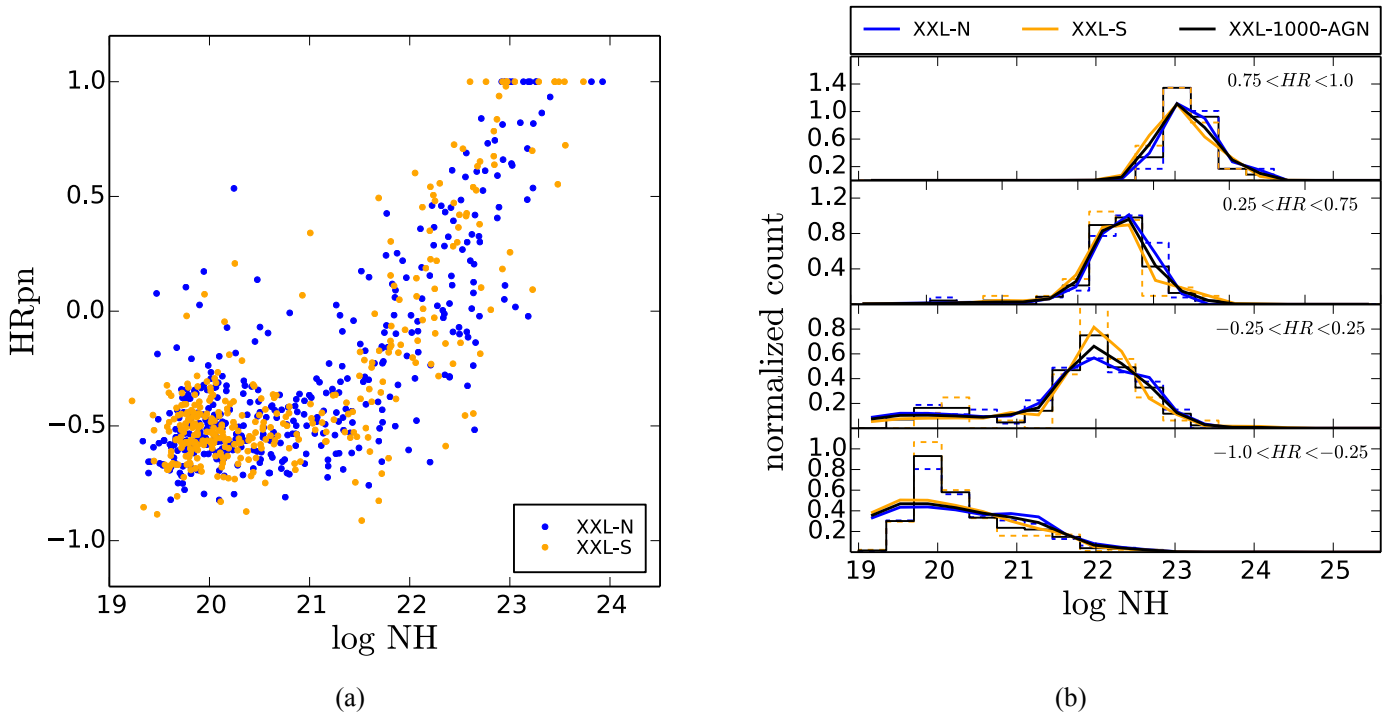 HRpn
1.0
0.5
0.0
−0.5
−1.0
XXL-N
XXL-S
19 20 21 22 23
log NH
(a)
XXL-N XXL-S XXL-1000-AGN
normalized count
0.75 < HR < 1.0
1.4
1.0
0.6
0.2
0.25 < HR < 0.75
1.2
0.8
0.4
−0.25 < HR < 0.25
0.8
0.6
0.4
0.2
−1.0 < HR < −0.25
1.0
0.8
0.6
0.4
0.2
19 20 21 22 23 24 25
log NH
(b)